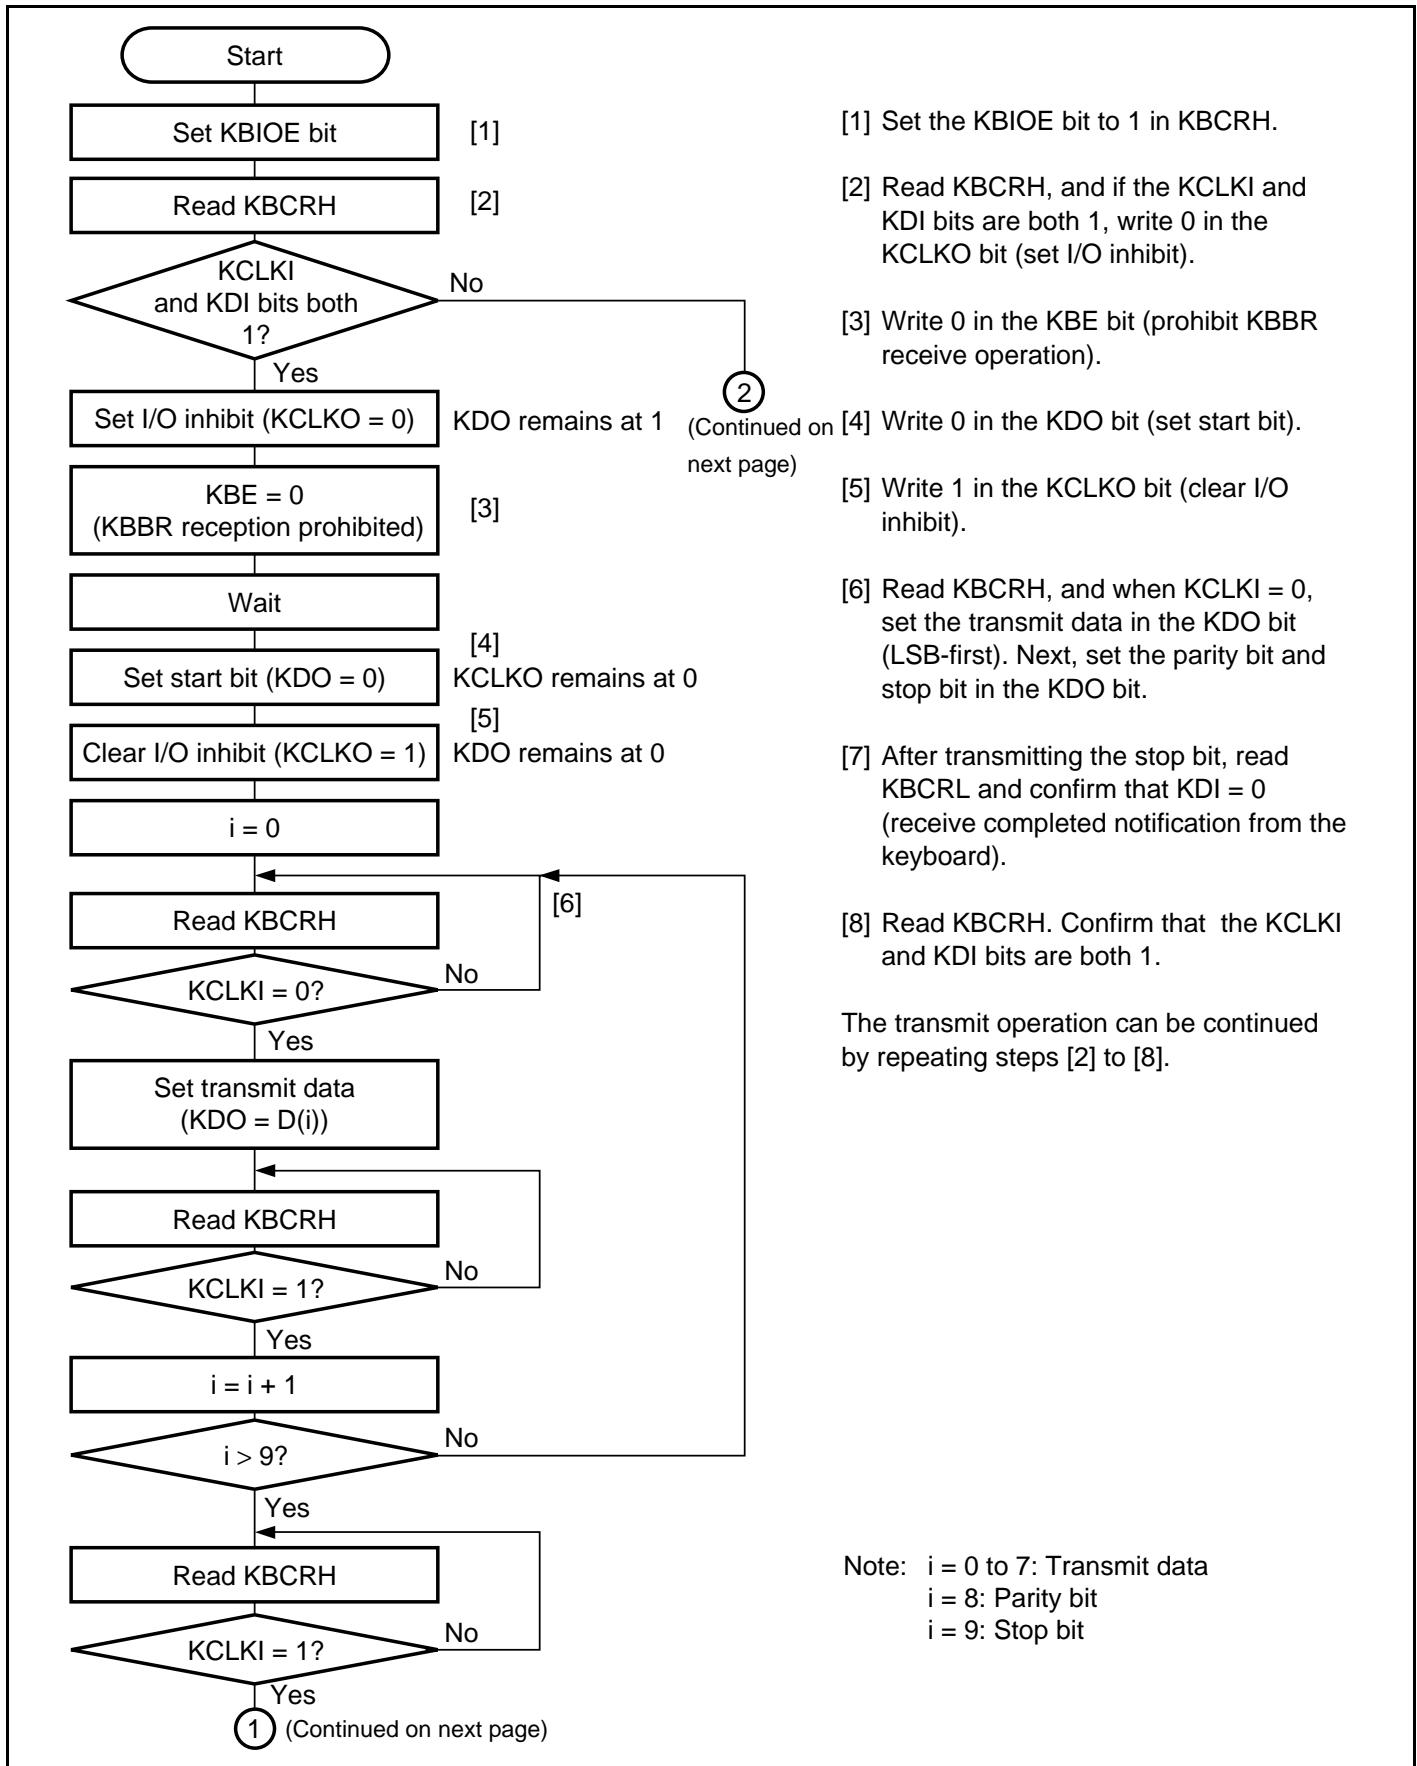 Start
Set KBIOE bit
[1]
Read KBCRH
[2]
KCLKI
and KDI bits both
1?
No
Yes
2
(Continued on
next page)
Set I/O inhibit (KCLKO = 0)
KDO remains at 1
KBE = 0
(KBBR reception prohibited)
[3]
Wait
[4]
Set start bit (KDO = 0)
KCLKO remains at 0
[5]
Clear I/O inhibit (KCLKO = 1)
KDO remains at 0
i = 0
[6]
Read KBCRH
KCLKI = 0?
No
Yes
Set transmit data
(KDO = D(i))
Read KBCRH
KCLKI = 1?
No
Yes
i = i + 1
i > 9?
No
Yes
Read KBCRH
KCLKI = 1?
No
Yes
1
(Continued on next page)
[1] Set the KBIOE bit to 1 in KBCRH.
[2] Read KBCRH, and if the KCLKI and
KDI bits are both 1, write 0 in the
KCLKO bit (set I/O inhibit).
[3] Write 0 in the KBE bit (prohibit KBBR
receive operation).
[4] Write 0 in the KDO bit (set start bit).
[5] Write 1 in the KCLKO bit (clear I/O
inhibit).
[6] Read KBCRH, and when KCLKI = 0,
set the transmit data in the KDO bit
(LSB-first). Next, set the parity bit and
stop bit in the KDO bit.
[7] After transmitting the stop bit, read
KBCRL and confirm that KDI = 0
(receive completed notification from the
keyboard).
[8] Read KBCRH. Confirm that the KCLKI
and KDI bits are both 1.
The transmit operation can be continued
by repeating steps [2] to [8].
Note: i = 0 to 7: Transmit data
i = 8: Parity bit
i = 9: Stop bit